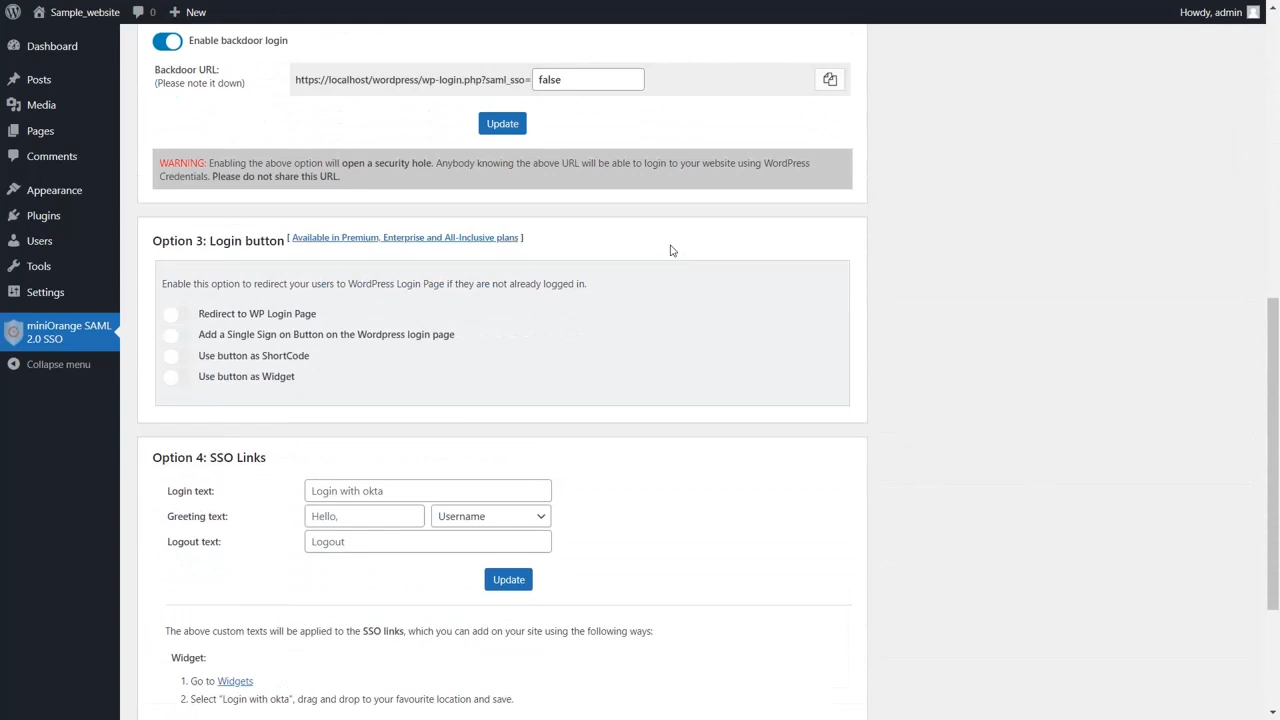 Sample_website
0
New
Howdy, admin
Dashboard
Posts
Media
Pages
Comments
Appearance
Plugins
Users
Tools
Settings
miniOrange SAML
2.0 SSO
Collapse menu
Enable backdoor login
Backdoor URL:
(Please note it down)
https://localhost/wordpress/wp-login.php?saml_sso= false
Update
WARNING: Enabling the above option will open a security hole. Anybody knowing the above URL will be able to login to your website using WordPress
Credentials. Please do not share this URL.
Option 3: Login button [ Available in Premium, Enterprise and All-Inclusive plans ]
Enable this option to redirect your users to WordPress Login Page if they are not already logged in.
Redirect to WP Login Page
Add a Single Sign on Button on the Wordpress login page
Use button as ShortCode
Use button as Widget
Option 4: SSO Links
Login text: Login with okta
Greeting text: Hello, Username
Logout text: Logout
Update
The above custom texts will be applied to the SSO links, which you can add on your site using the following ways:
Widget:
1. Go to Widgets
2. Select "Login with okta", drag and drop to your favourite location and save.